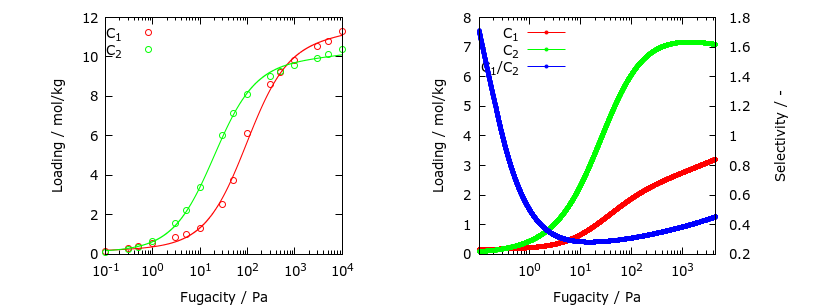 12
10
8
6
4
2
0
10⁻¹ 10⁰ 10¹ 10² 10³ 10⁴
Loading / mol/kg
Fugacity / Pa
C₁
C₂
8
7
6
5
4
3
2
1
0
10⁰ 10¹ 10² 10³
Loading / mol/kg
Fugacity / Pa
C₁
C₂
C₁/C₂
1.8
1.6
1.4
1.2
1
0.8
0.6
0.4
0.2
Selectivity / -